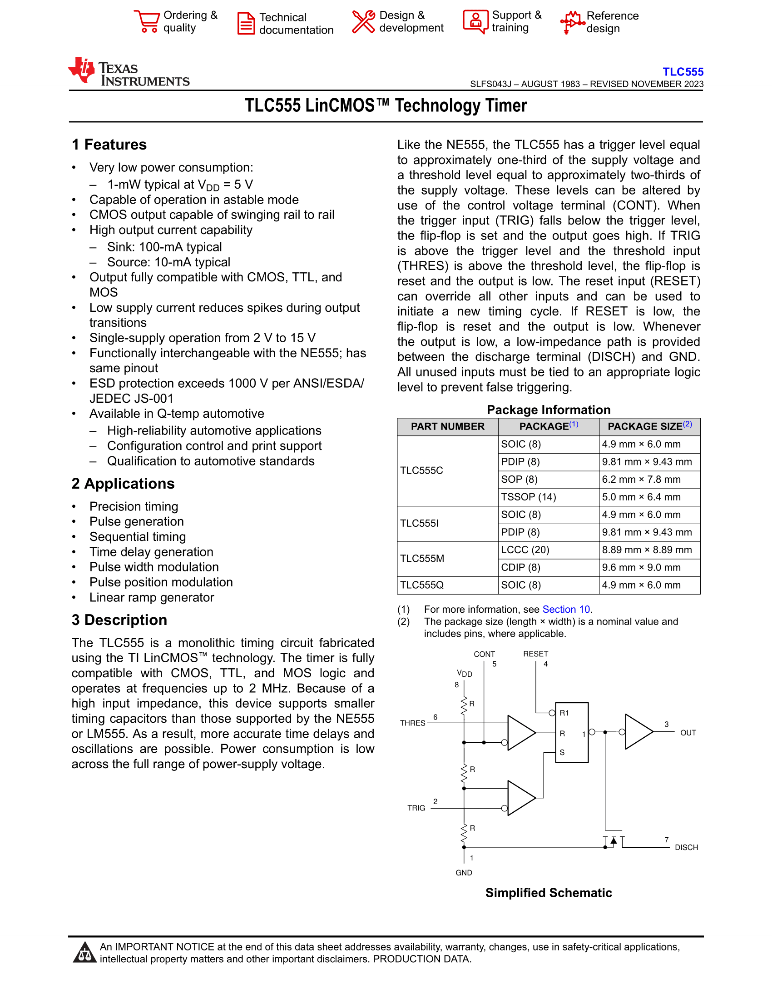 Ordering & quality
Technical documentation
Design & development
Support & training
Reference design
TEXAS INSTRUMENTS
TLC555
SLFS043J – AUGUST 1983 – REVISED NOVEMBER 2023
TLC555 LinCMOS™ Technology Timer
1 Features
• Very low power consumption:
– 1-mW typical at VDD = 5 V
• Capable of operation in astable mode
• CMOS output capable of swinging rail to rail
• High output current capability
– Sink: 100-mA typical
– Source: 10-mA typical
• Output fully compatible with CMOS, TTL, and
MOS
• Low supply current reduces spikes during output
transitions
• Single-supply operation from 2 V to 15 V
• Functionally interchangeable with the NE555; has
same pinout
• ESD protection exceeds 1000 V per ANSI/ESDA/
JEDEC JS-001
• Available in Q-temp automotive
– High-reliability automotive applications
– Configuration control and print support
– Qualification to automotive standards
2 Applications
• Precision timing
• Pulse generation
• Sequential timing
• Time delay generation
• Pulse width modulation
• Pulse position modulation
• Linear ramp generator
3 Description
The TLC555 is a monolithic timing circuit fabricated
using the TI LinCMOS™ technology. The timer is fully
compatible with CMOS, TTL, and MOS logic and
operates at frequencies up to 2 MHz. Because of a
high input impedance, this device supports smaller
timing capacitors than those supported by the NE555
or LM555. As a result, more accurate time delays and
oscillations are possible. Power consumption is low
across the full range of power-supply voltage.
Like the NE555, the TLC555 has a trigger level equal
to approximately one-third of the supply voltage and
a threshold level equal to approximately two-thirds of
the supply voltage. These levels can be altered by
use of the control voltage terminal (CONT). When
the trigger input (TRIG) falls below the trigger level,
the flip-flop is set and the output goes high. If TRIG
is above the trigger level and the threshold input
(THRES) is above the threshold level, the flip-flop is
reset and the output is low. The reset input (RESET)
can override all other inputs and can be used to
initiate a new timing cycle. If RESET is low, the
flip-flop is reset and the output is low. Whenever
the output is low, a low-impedance path is provided
between the discharge terminal (DISCH) and GND.
All unused inputs must be tied to an appropriate logic
level to prevent false triggering.
Package Information
PART NUMBER PACKAGE(1) PACKAGE SIZE(2)
TLC555C
SOIC (8) 4.9 mm × 6.0 mm
PDIP (8) 9.81 mm × 9.43 mm
SOP (8) 6.2 mm × 7.8 mm
TSSOP (14) 5.0 mm × 6.4 mm
TLC555I
SOIC (8) 4.9 mm × 6.0 mm
PDIP (8) 9.81 mm × 9.43 mm
TLC555M
LCCC (20) 8.89 mm × 8.89 mm
CDIP (8) 9.6 mm × 9.0 mm
TLC555Q SOIC (8) 4.9 mm × 6.0 mm
(1) For more information, see Section 10.
(2) The package size (length × width) is a nominal value and
includes pins, where applicable.
CONT RESET
5 4
VDD
8
R
THRES 6
R1
R 1
S
3
OUT
R
TRIG 2
R
7
DISCH
1
GND
Simplified Schematic
An IMPORTANT NOTICE at the end of this data sheet addresses availability, warranty, changes, use in safety-critical applications,
intellectual property matters and other important disclaimers. PRODUCTION DATA.